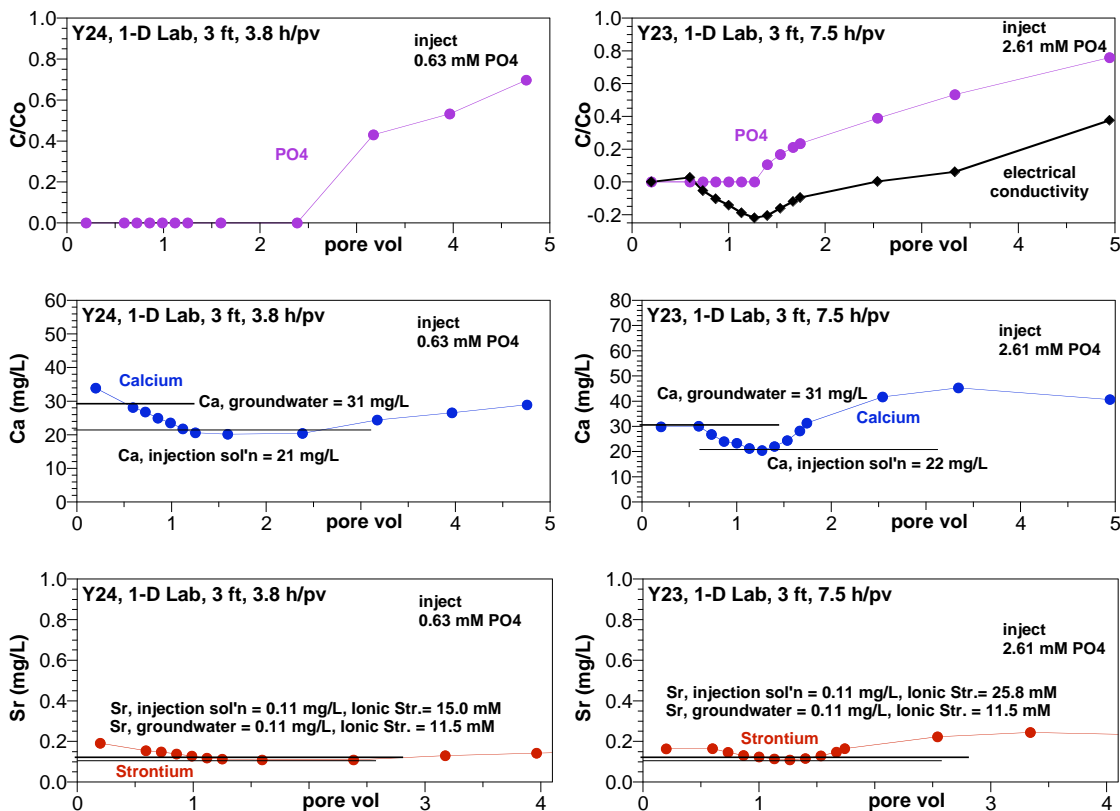 Y24, 1-D Lab, 3 ft, 3.8 h/pv
inject
0.63 mM PO4
PO4
C/Co
1.0
0.8
0.6
0.4
0.2
0.0
0 1 2 3 4 5
pore vol
Y23, 1-D Lab, 3 ft, 7.5 h/pv
inject
2.61 mM PO4
PO4
electrical
conductivity
C/Co
1.0
0.8
0.6
0.4
0.2
0.0
-0.2
0 1 2 3 4 5
pore vol
Y24, 1-D Lab, 3 ft, 3.8 h/pv
inject
0.63 mM PO4
Calcium
Ca, groundwater = 31 mg/L
Ca, injection sol'n = 21 mg/L
Ca (mg/L)
60
50
40
30
20
10
0
0 1 2 3 4 5
pore vol
Y23, 1-D Lab, 3 ft, 7.5 h/pv
inject
2.61 mM PO4
Ca, groundwater = 31 mg/L
Calcium
Ca, injection sol'n = 22 mg/L
Ca (mg/L)
80
70
60
50
40
30
20
10
0
0 1 2 3 4 5
pore vol
Y24, 1-D Lab, 3 ft, 3.8 h/pv
inject
0.63 mM PO4
Sr, injection sol'n = 0.11 mg/L, Ionic Str. = 15.0 mM
Sr, groundwater = 0.11 mg/L, Ionic Str. = 11.5 mM
Strontium
Sr (mg/L)
1.0
0.8
0.6
0.4
0.2
0.0
0 1 2 3 4
pore vol
Y23, 1-D Lab, 3 ft, 7.5 h/pv
inject
2.61 mM PO4
Sr, injection sol'n = 0.11 mg/L, Ionic Str. = 25.8 mM
Sr, groundwater = 0.11 mg/L, Ionic Str. = 11.5 mM
Strontium
Sr (mg/L)
1.0
0.8
0.6
0.4
0.2
0.0
0 1 2 3 4
pore vol